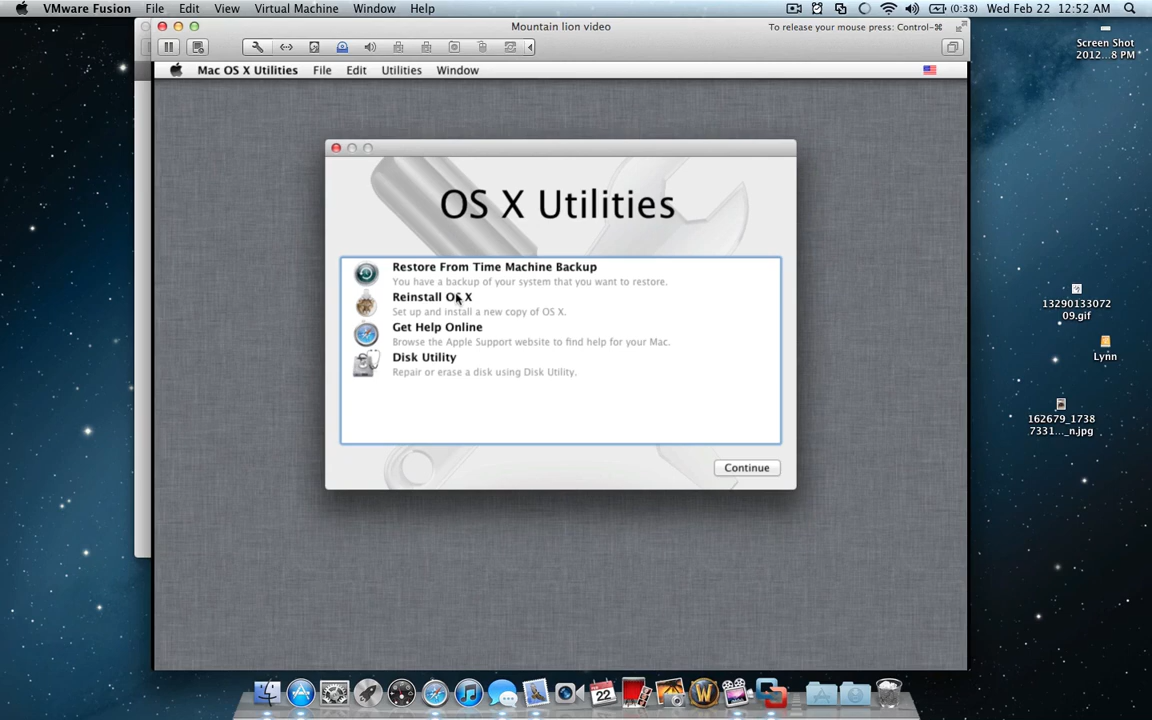 VMware Fusion File Edit View Virtual Machine Window Help (0:38) Wed Feb 22 12:52 AM
Mountain lion video To release your mouse press: Control-⌘
Mac OS X Utilities File Edit Utilities Window
Screen Shot
2012...8 PM
OS X Utilities
Restore From Time Machine Backup
You have a backup of your system that you want to restore.
Reinstall OS X
Set up and install a new copy of OS X.
Get Help Online
Browse the Apple Support website to find help for your Mac.
Disk Utility
Repair or erase a disk using Disk Utility.
Continue
13290133072
09.gif
Lynn
162679_1738
7331..._n.jpg
22